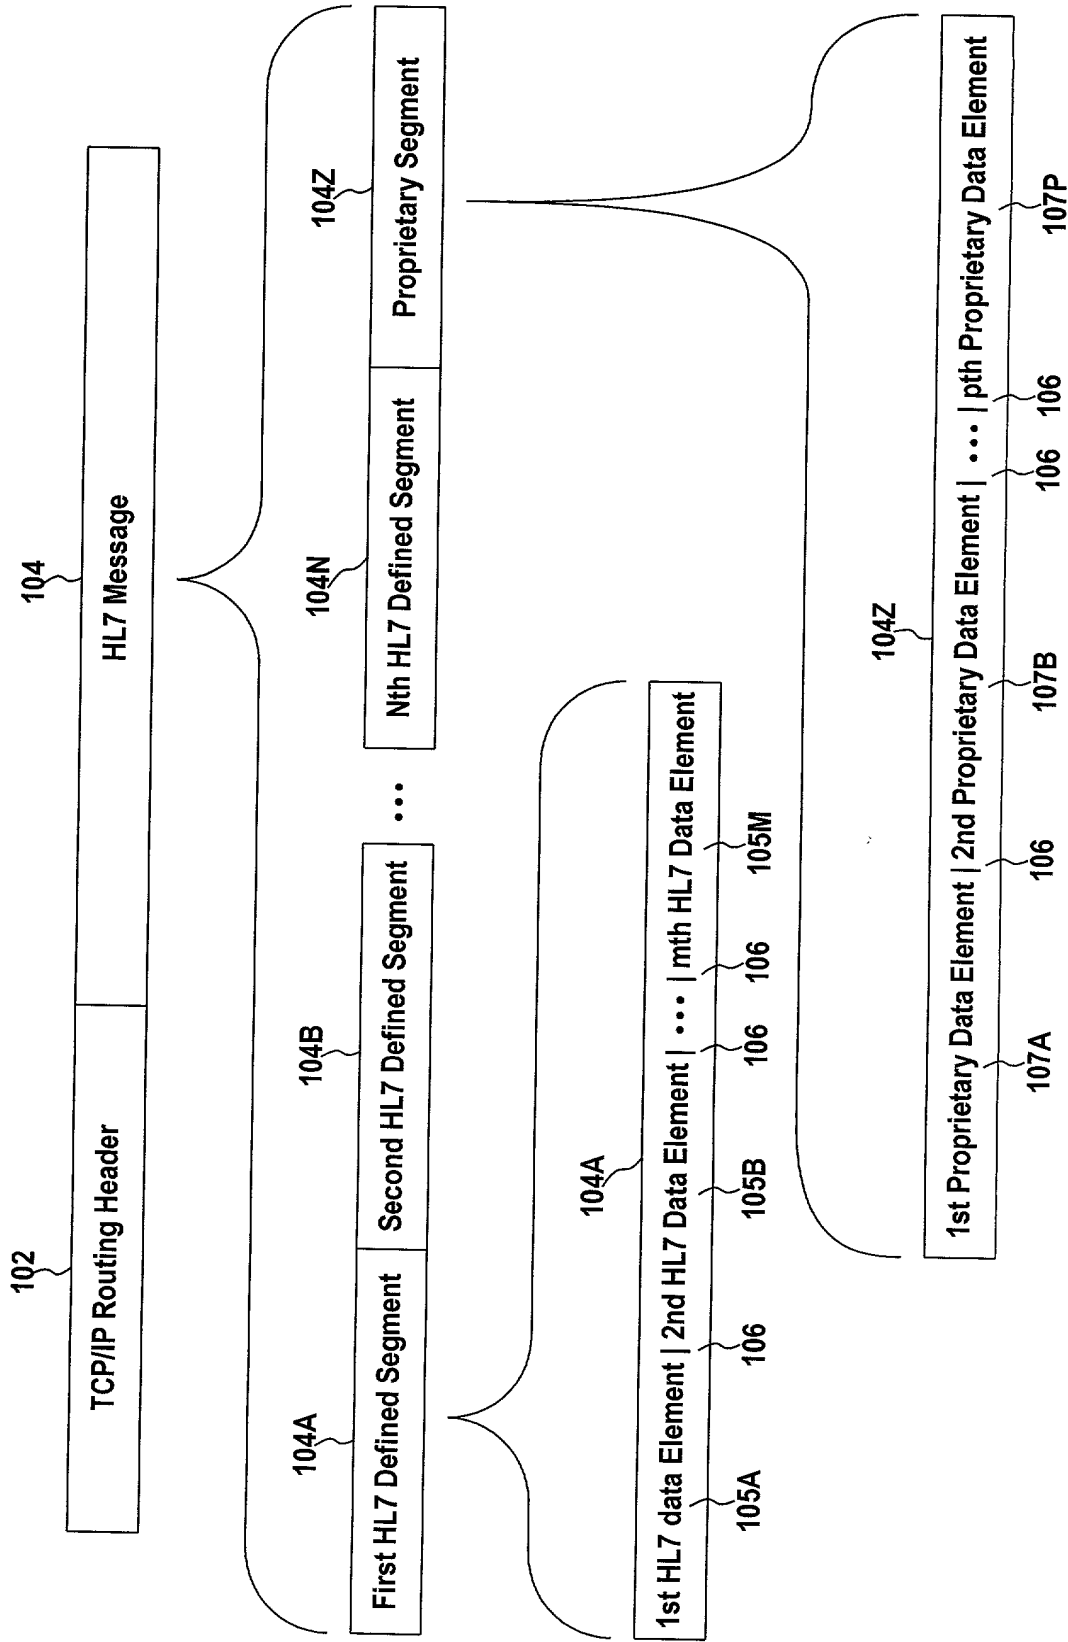 102
104
TCP/IP Routing Header
HL7 Message
104A
104B
104N
104Z
First HL7 Defined Segment
Second HL7 Defined Segment
•••
Nth HL7 Defined Segment
Proprietary Segment
104A
1st HL7 data Element | 2nd HL7 Data Element | ••• | mth HL7 Data Element
105A
106
105B
106
106
105M
104Z
1st Proprietary Data Element | 2nd Proprietary Data Element | ••• | pth Proprietary Data Element
107A
106
107B
106
106
107P